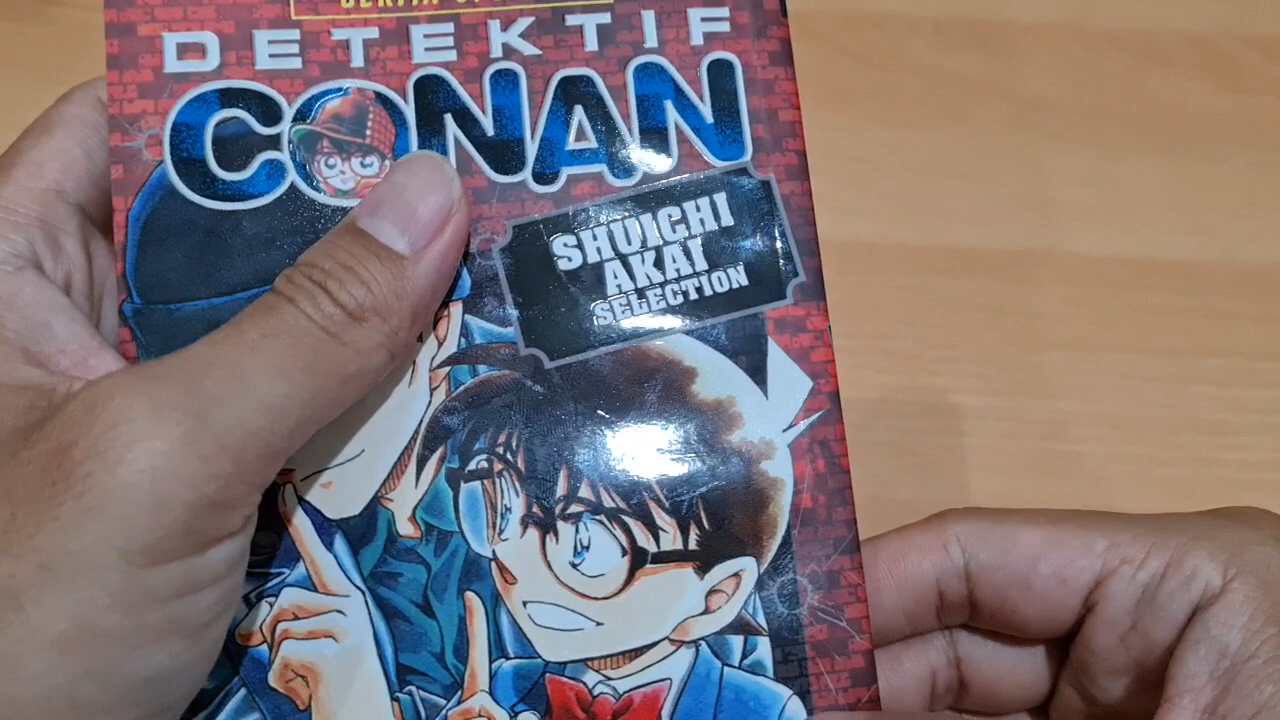 DETEKTIF
CONAN
SHUICHI
AKAI
SELECTION